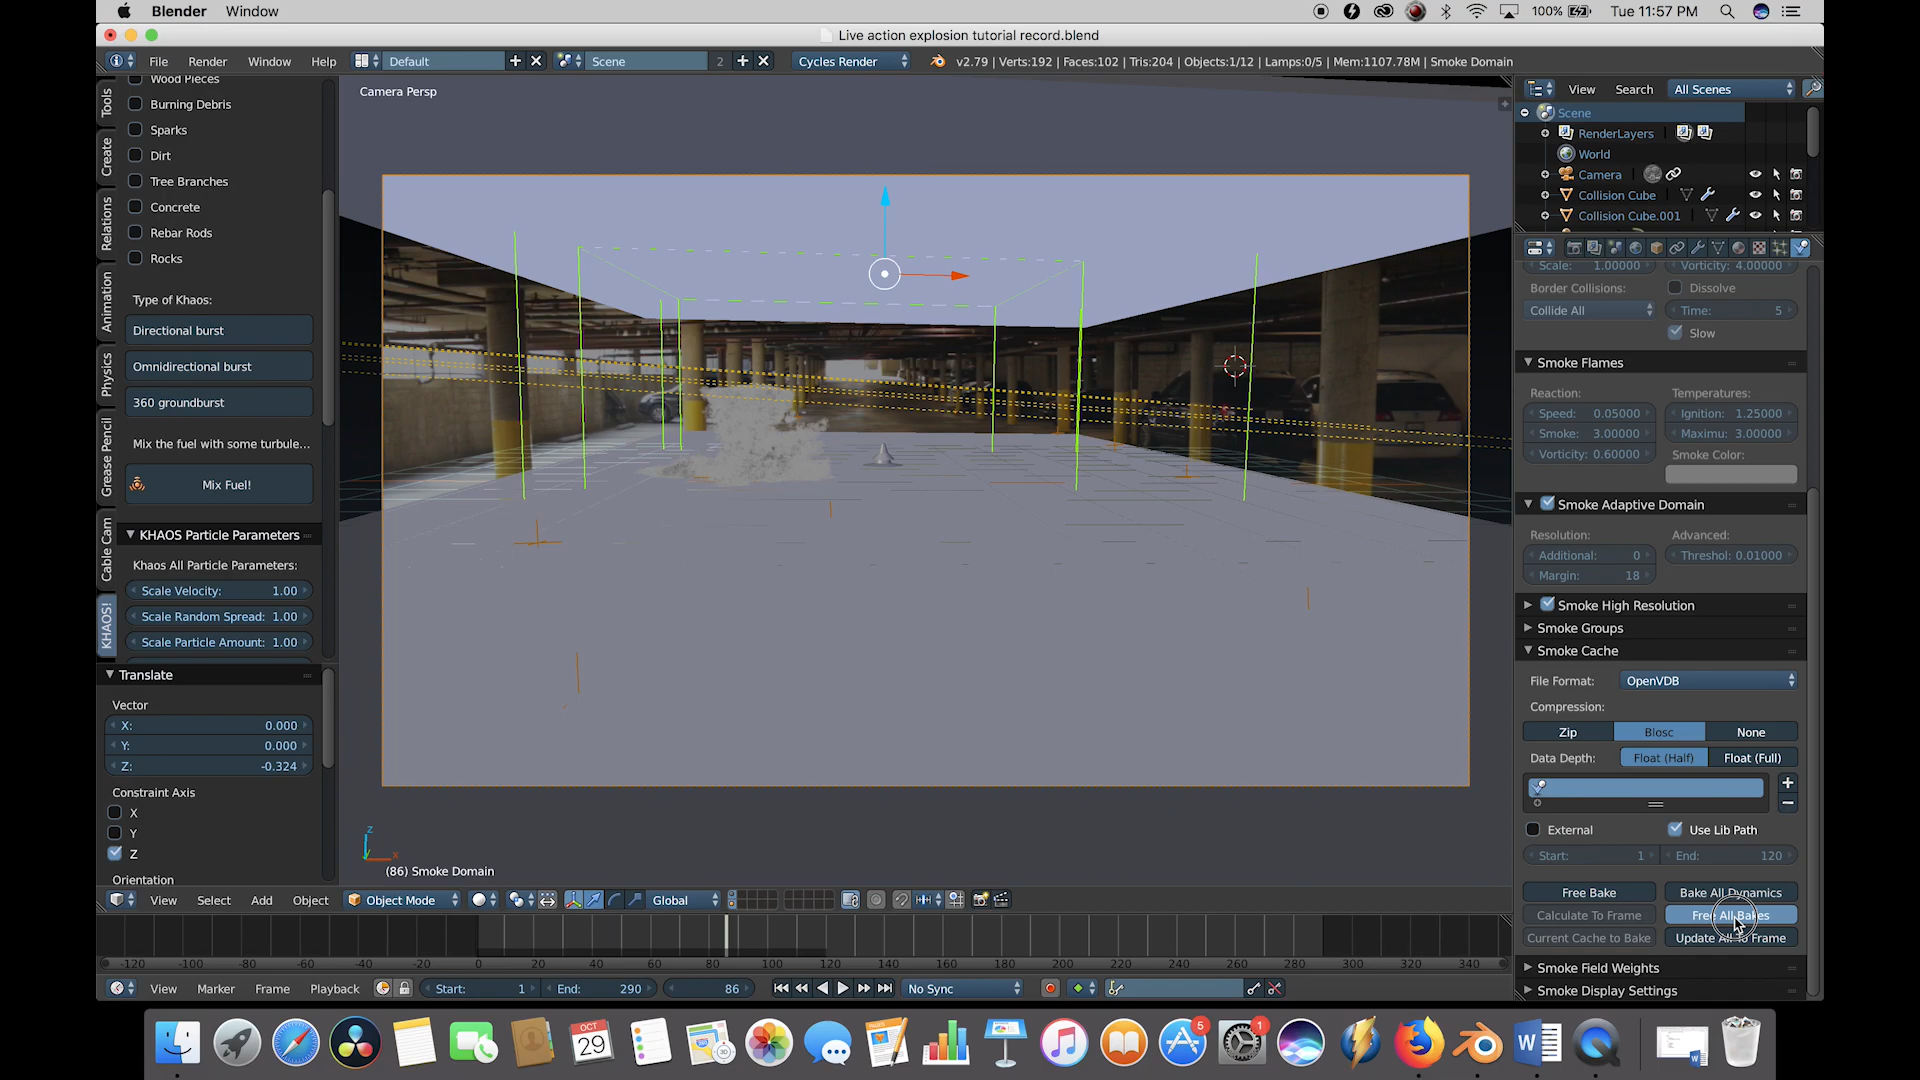 Blender Window 100% Tue 11:57 PM
Live action explosion tutorial record.blend
File Render Window Help Default Scene 2 Cycles Render v2.79 | Verts:192 | Faces:102 | Tris:204 | Objects:1/12 | Lamps:0/5 | Mem:1107.78M | Smoke Domain
Tools
Create
Relations
Animation
Physics
Grease Pencil
Cable Cam
KHAOS!
Wood Pieces
Burning Debris
Sparks
Dirt
Tree Branches
Concrete
Rebar Rods
Rocks
Type of Khaos:
Directional burst
Omnidirectional burst
360 groundburst
Mix the fuel with some turbule...
Mix Fuel!
KHAOS Particle Parameters
Khaos All Particle Parameters:
Scale Velocity: 1.00
Scale Random Spread: 1.00
Scale Particle Amount: 1.00
Translate
Vector
X: 0.000
Y: 0.000
Z: -0.324
Constraint Axis
X
Y
Z
Orientation
Camera Persp
z
x
(86) Smoke Domain
View Select Add Object Object Mode Global
-120 -100 -80 -60 -40 -20 0 20 40 60 80 100 120 140 160 180 200 220 240 260 280 300 320 340
View Marker Frame Playback Start: 1 End: 290 86 No Sync
View Search All Scenes
Scene
RenderLayers
World
Camera
Collision Cube
Collision Cube.001
Scale: 1.00000 Vorticity: 4.00000
Border Collisions: Dissolve
Collide All Time: 5
Slow
Smoke Flames
Reaction: Temperatures:
Speed: 0.05000 Ignition: 1.25000
Smoke: 3.00000 Maximu: 3.00000
Vorticity: 0.60000 Smoke Color:
Smoke Adaptive Domain
Resolution: Advanced:
Additional: 0 Threshol: 0.01000
Margin: 18
Smoke High Resolution
Smoke Groups
Smoke Cache
File Format: OpenVDB
Compression:
Zip Blosc None
Data Depth: Float (Half) Float (Full)
External Use Lib Path
Start: 1 End: 120
Free Bake Bake All Dynamics
Calculate To Frame Free All Bakes
Current Cache to Bake Update All To Frame
Smoke Field Weights
Smoke Display Settings
OCT
29
5
1